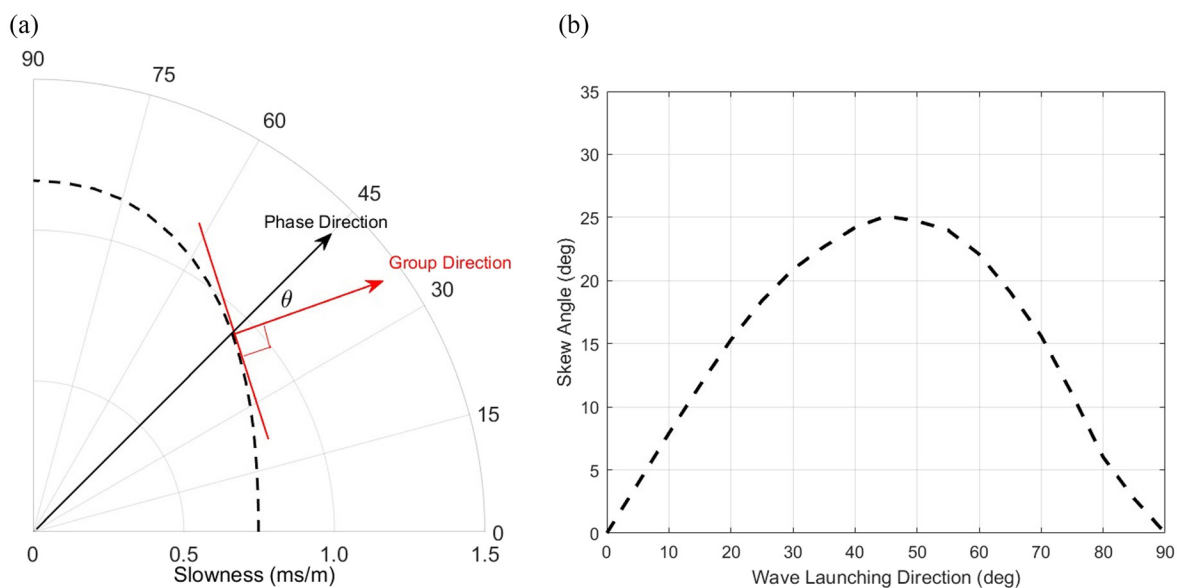 (a)
90
75
60
45
30
15
0
Phase Direction
Group Direction
θ
0 0.5 1.0 1.5
Slowness (ms/m)
(b)
35
30
25
20
15
10
5
0
Skew Angle (deg)
0 10 20 30 40 50 60 70 80 90
Wave Launching Direction (deg)